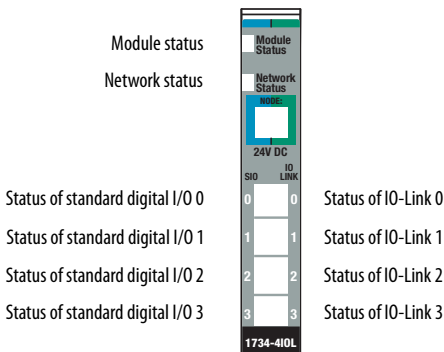 Module status
Module
Status
Network status
Network
Status
NODE:
24V DC
SIO
IO
LINK
Status of standard digital I/O 0
0
0
Status of IO-Link 0
Status of standard digital I/O 1
1
1
Status of IO-Link 1
Status of standard digital I/O 2
2
2
Status of IO-Link 2
Status of standard digital I/O 3
3
3
Status of IO-Link 3
1734-4IOL